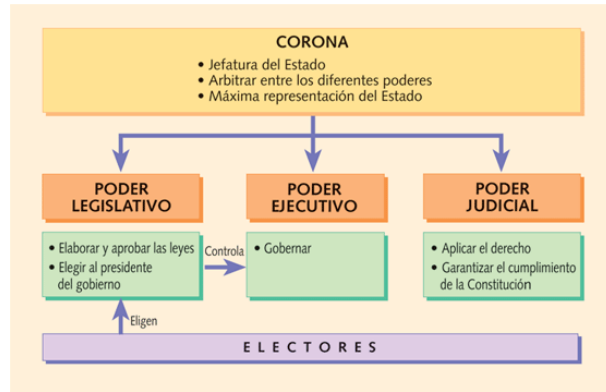 CORONA
• Jefatura del Estado
• Arbitrar entre los diferentes poderes
• Máxima representación del Estado
PODER
LEGISLATIVO
PODER
EJECUTIVO
PODER
JUDICIAL
• Elaborar y aprobar las leyes
• Elegir al presidente
del gobierno
Controla
• Gobernar
• Aplicar el derecho
• Garantizar el cumplimiento
de la Constitución
Eligen
ELECTORES